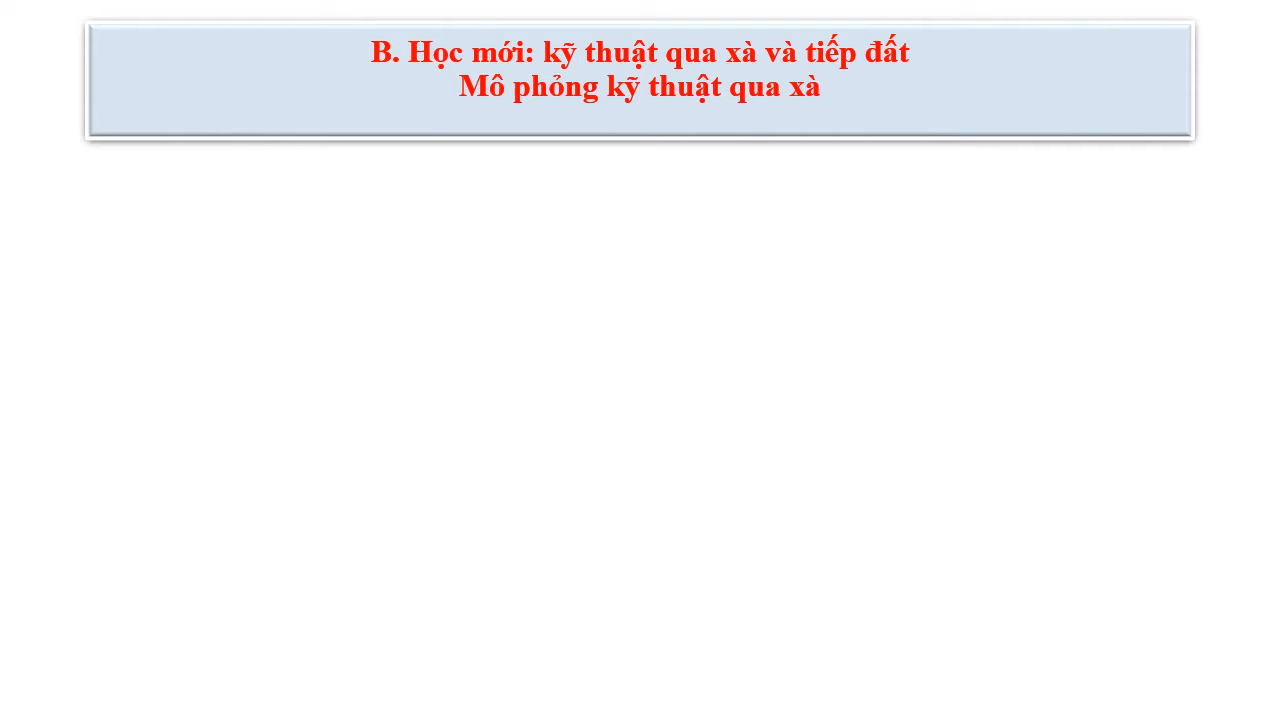 B. Học mới: kỹ thuật qua xà và tiếp đất
Mô phỏng kỹ thuật qua xà